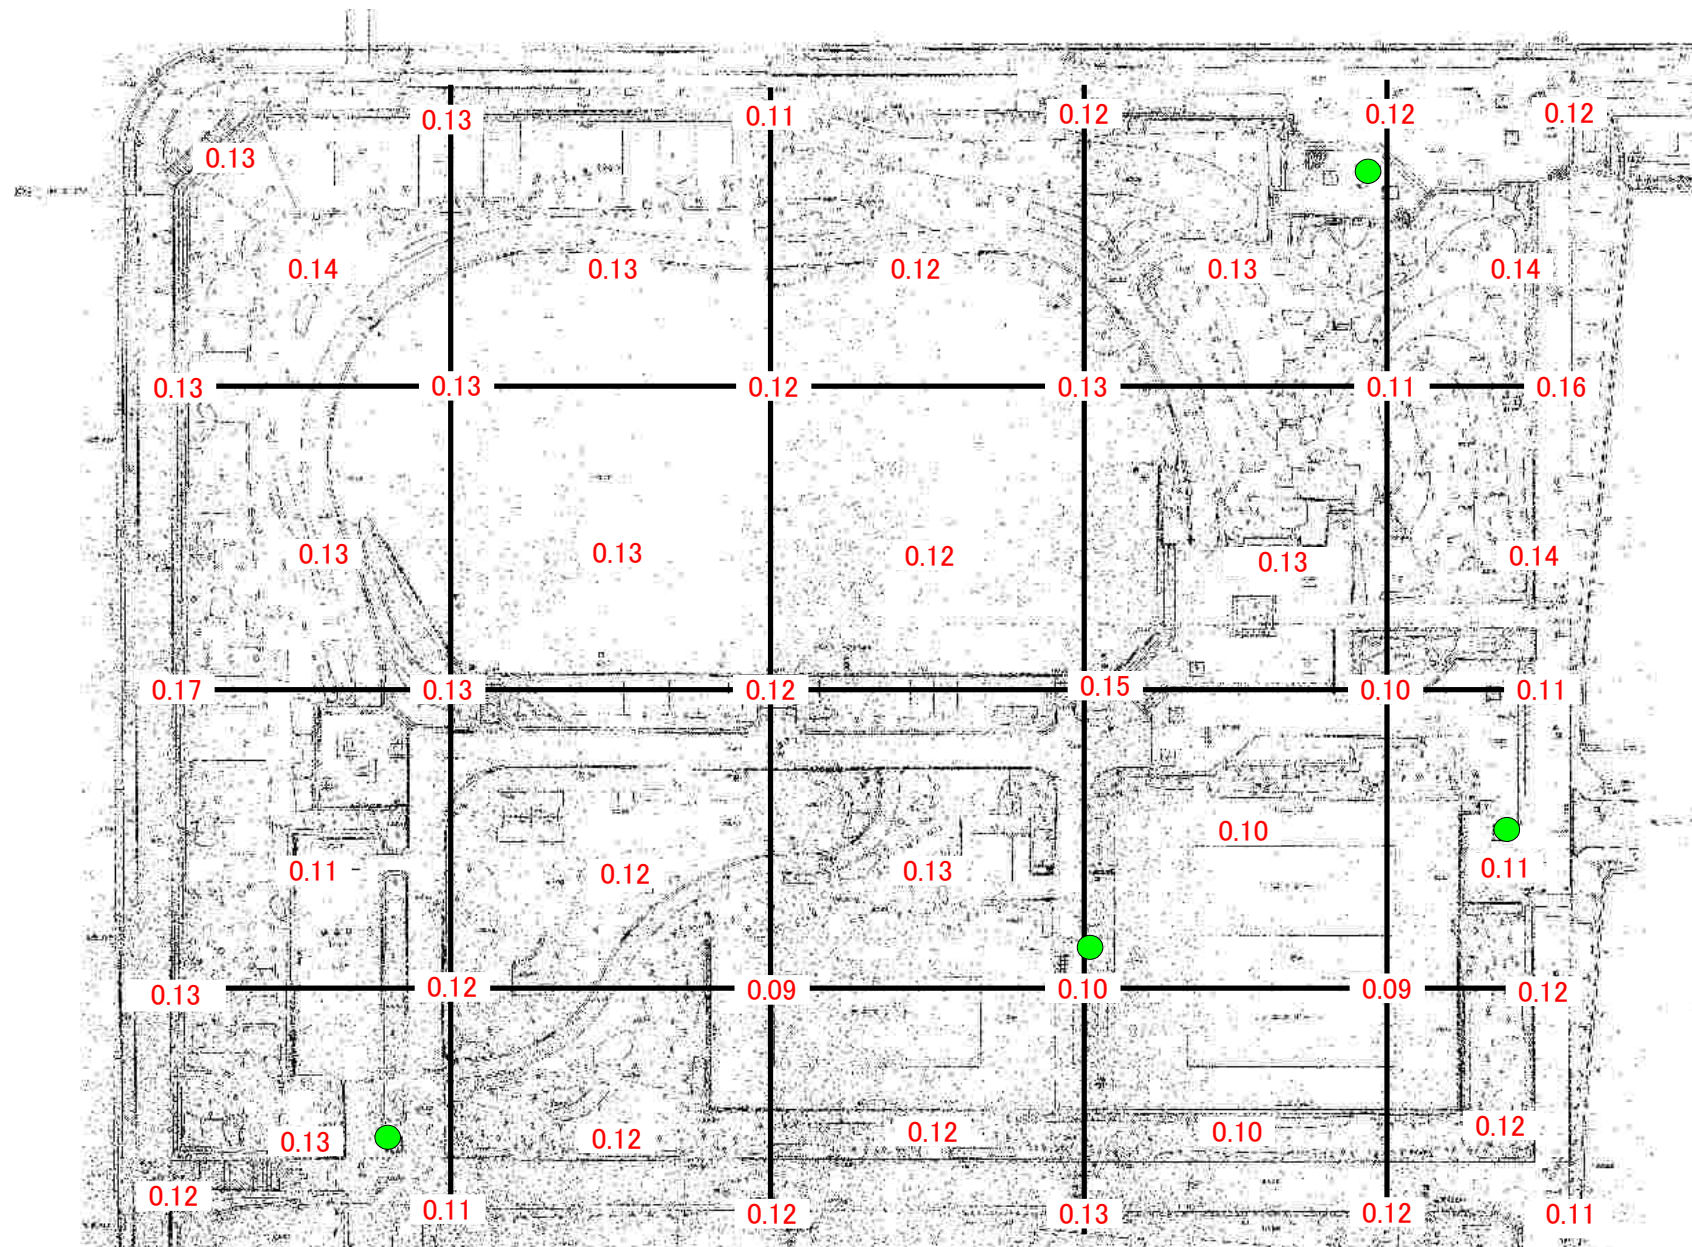 0.13 0.11 0.12 0.12 0.12
0.13
0.14 0.13 0.12 0.13 0.14
0.13 0.13 0.12 0.13 0.11 0.16
0.13 0.13 0.12 0.13 0.14
0.17 0.13 0.12 0.15 0.10 0.11
0.10
0.11 0.12 0.13 0.11
0.13 0.12 0.09 0.10 0.09 0.12
0.13 0.12 0.12 0.10 0.12
0.12
0.11 0.12 0.13 0.12 0.11